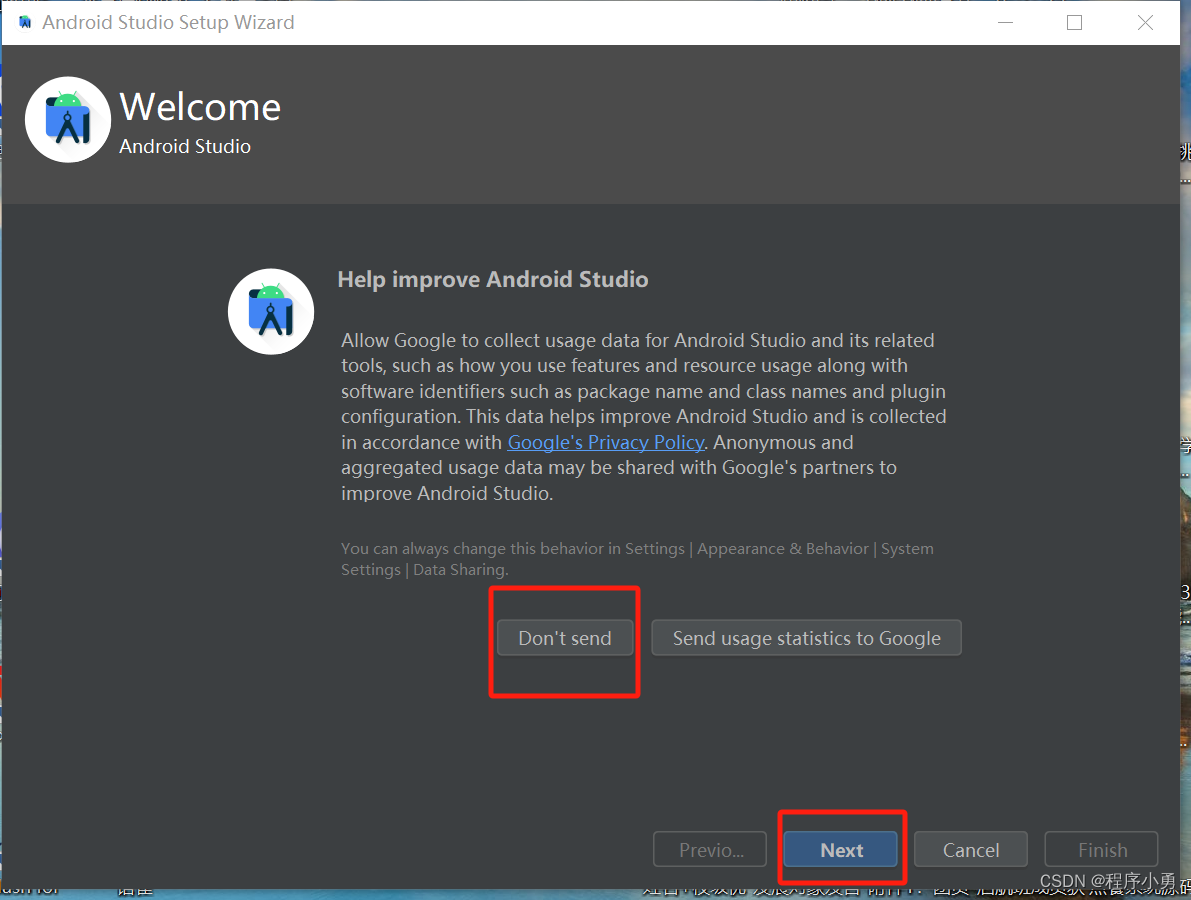 Android Studio Setup Wizard
Welcome
Android Studio
Help improve Android Studio
Allow Google to collect usage data for Android Studio and its related
tools, such as how you use features and resource usage along with
software identifiers such as package name and class names and plugin
configuration. This data helps improve Android Studio and is collected
in accordance with Google's Privacy Policy. Anonymous and
aggregated usage data may be shared with Google's partners to
improve Android Studio.
You can always change this behavior in Settings | Appearance & Behavior | System
Settings | Data Sharing.
Don't send
Send usage statistics to Google
Previo...
Next
Cancel
Finish
CSDN @程序小勇